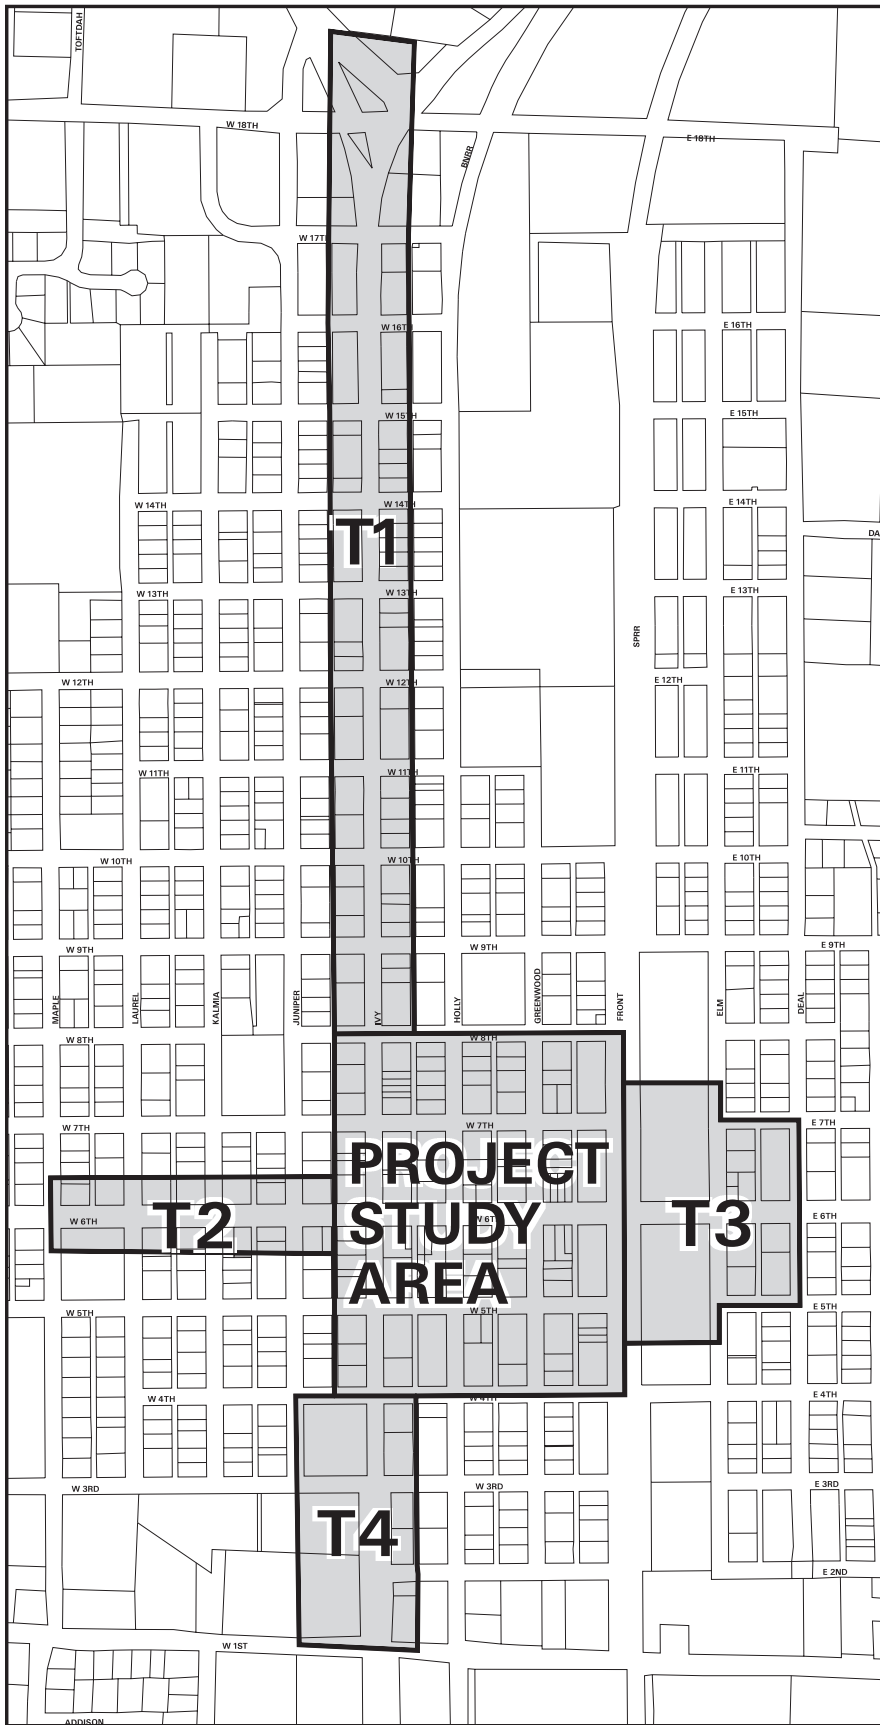 TOFTDAH
W 18TH
E 18TH
BNRR
W 17TH
W 16TH
E 16TH
W 15TH
E 15TH
W 14TH
W 14TH
E 14TH
T1
DA
W 13TH
W 13TH
E 13TH
SPRR
W 12TH
W 12TH
E 12TH
W 11TH
W 11TH
E 11TH
W 10TH
W 10TH
E 10TH
W 9TH
W 9TH
E 9TH
MAPLE
LAUREL
KALMIA
JUNIPER
IVY
HOLLY
GREENWOOD
FRONT
ELM
DEAL
W 8TH
W 8TH
W 7TH
W 7TH
E 7TH
PROJECT
STUDY
AREA
T2
T3
W 6TH
W 6TH
E 6TH
W 5TH
W 5TH
E 5TH
W 4TH
W 4TH
E 4TH
W 3RD
W 3RD
E 3RD
T4
E 2ND
W 1ST
ADDISON